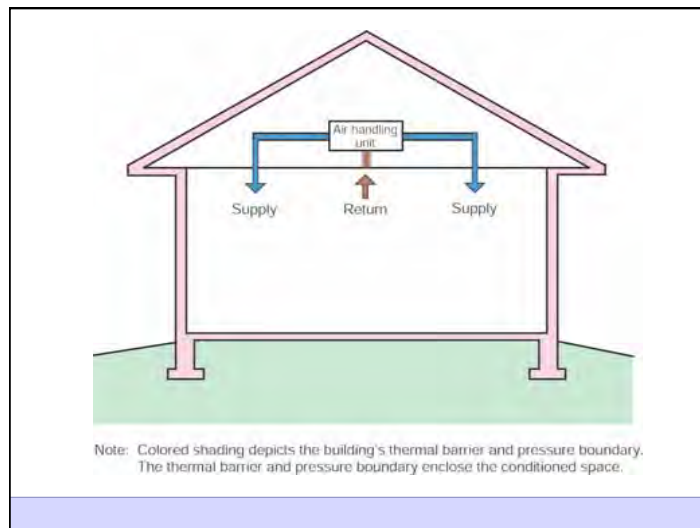 Air handling
unit
Supply
Return
Supply
Note: Colored shading depicts the building's thermal barrier and pressure boundary.
The thermal barrier and pressure boundary enclose the conditioned space.